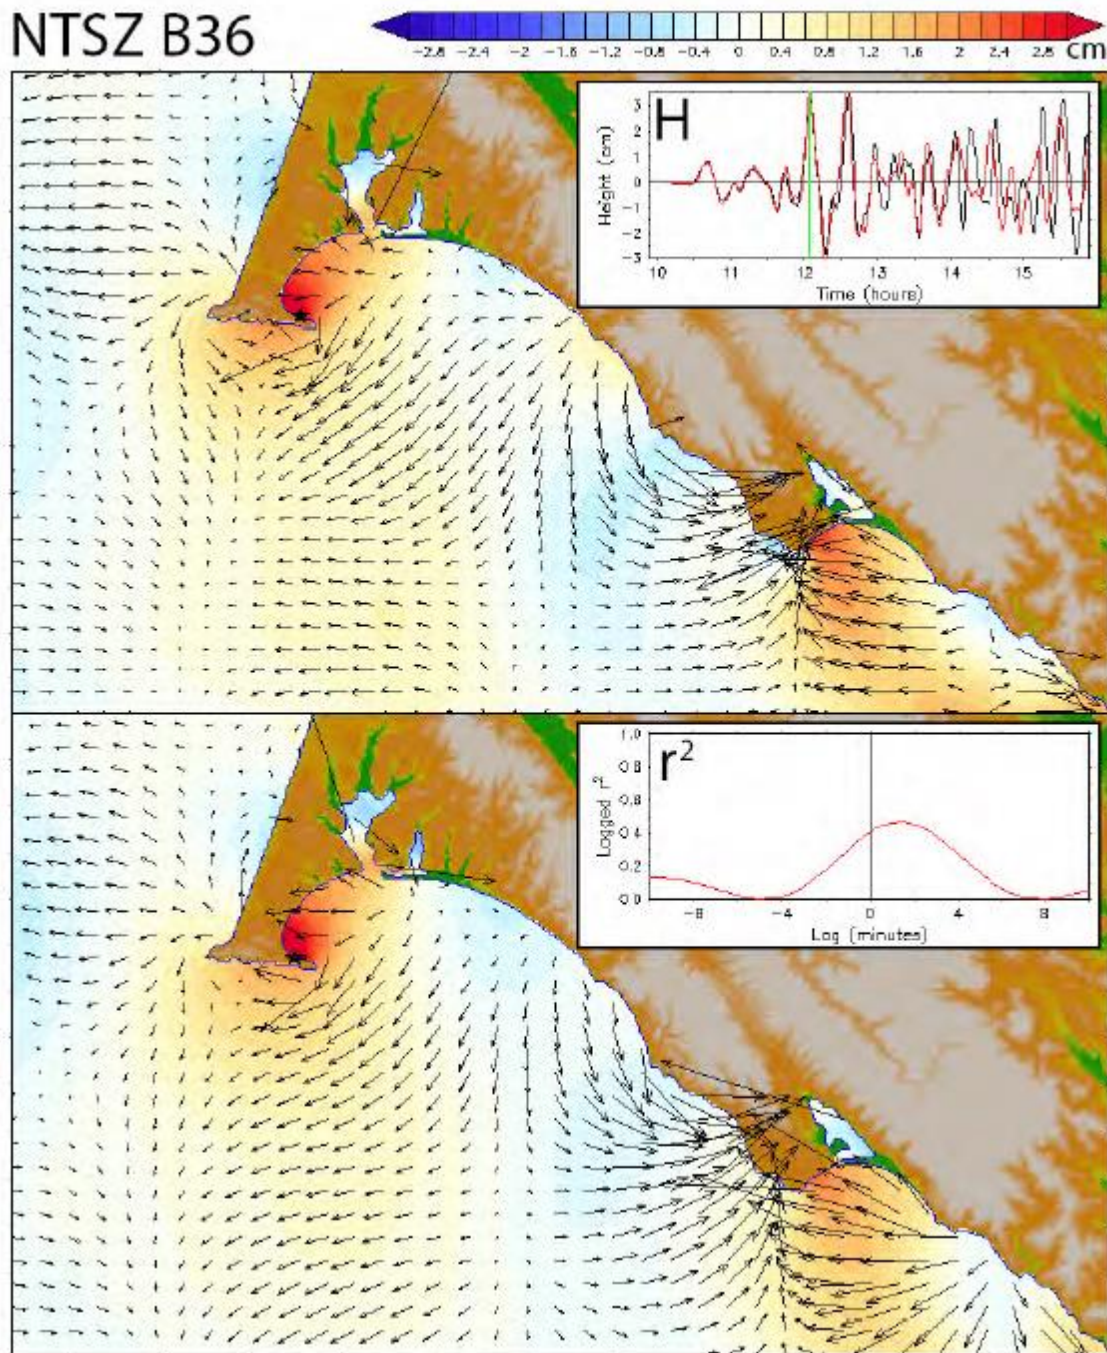 NTSZ B36
-2.8 -2.4 -2 -1.6 -1.2 -0.8 -0.4 0 0.4 0.8 1.2 1.6 2 2.4 2.8 cm
H
Height (cm)
3
2
1
0
-1
-2
-3
10 11 12 13 14 15
Time (hours)
r²
Logged r²
1.0
0.8
0.6
0.4
0.2
0.0
-8 -4 0 4 8
Log (minutes)